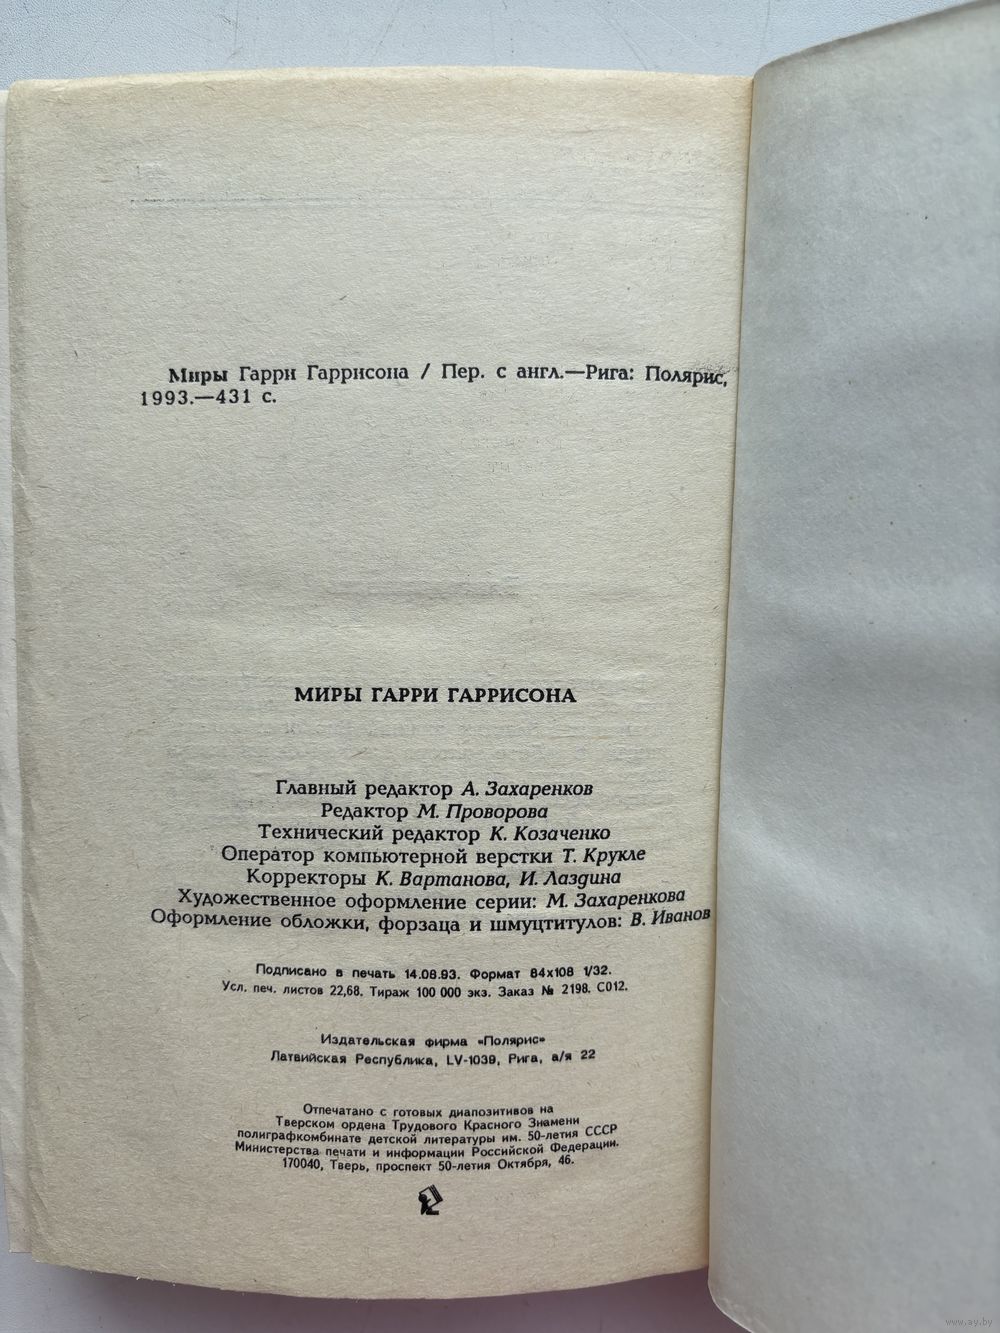 Миры Гарри Гаррисона / Пер. с англ.—Рига: Полярис,
1993.—431 с.
МИРЫ ГАРРИ ГАРРИСОНА
Главный редактор А. Захаренков
Редактор М. Проворова
Технический редактор К. Козаченко
Оператор компьютерной верстки Т. Крукле
Корректоры К. Вартанова, И. Лаздина
Художественное оформление серии: М. Захаренкова
Оформление обложки, форзаца и шмуцтитулов: В. Иванов
Подписано в печать 14.08.93. Формат 84x108 1/32.
Усл. печ. листов 22,68. Тираж 100 000 экз. Заказ № 2198. С012.
Издательская фирма «Полярис»
Латвийская Республика, LV-1039, Рига, а/я 22
Отпечатано с готовых диапозитивов на
Тверском ордена Трудового Красного Знамени
полиграфкомбинате детской литературы им. 50-летия СССР
Министерства печати и информации Российской Федерации.
170040, Тверь, проспект 50-летия Октября, 46.
www.ay.by